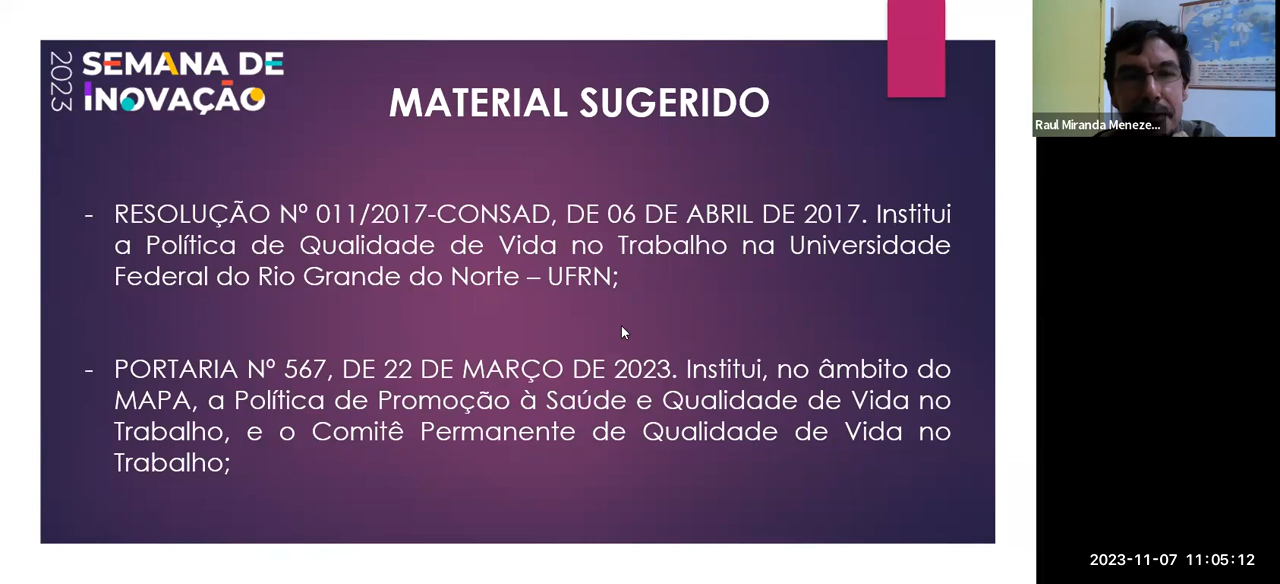 2023
SEMANA DE
INOVAÇÃO
MATERIAL SUGERIDO
- RESOLUÇÃO Nº 011/2017-CONSAD, DE 06 DE ABRIL DE 2017. Institui
a Política de Qualidade de Vida no Trabalho na Universidade
Federal do Rio Grande do Norte – UFRN;
- PORTARIA Nº 567, DE 22 DE MARÇO DE 2023. Institui, no âmbito do
MAPA, a Política de Promoção à Saúde e Qualidade de Vida no
Trabalho, e o Comitê Permanente de Qualidade de Vida no
Trabalho;
Raul Miranda Meneze...
2023-11-07 11:05:12